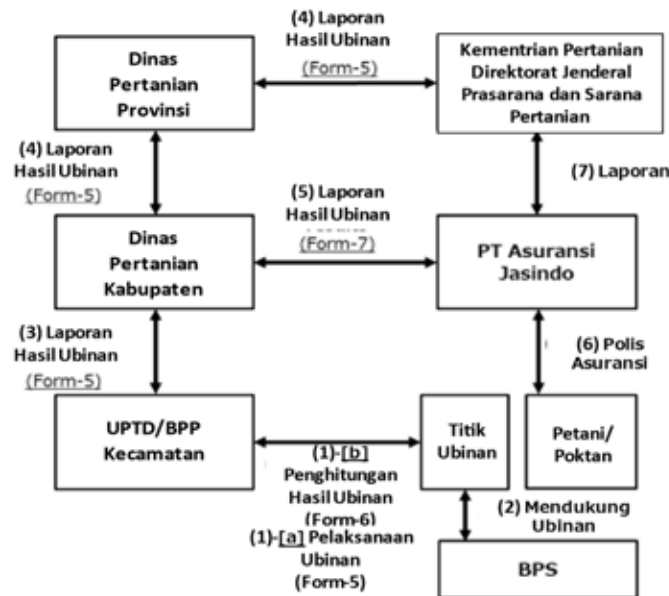 Dinas
Pertanian
Provinsi
(4) Laporan
Hasil Ubinan
(Form-5)
Kementrian Pertanian
Direktorat Jenderal
Prasarana dan Sarana
Pertanian
(4) Laporan
Hasil Ubinan
(Form-5)
(7) Laporan
Dinas
Pertanian
Kabupaten
(5) Laporan
Hasil Ubinan
(Form-7)
PT Asuransi
Jasindo
(3) Laporan
Hasil Ubinan
(Form-5)
(6) Polis
Asuransi
UPTD/BPP
Kecamatan
(1)-[b]
Penghitungan
Hasil Ubinan
(Form-6)
(1)-[a] Pelaksanaan
Ubinan
(Form-5)
Titik
Ubinan
Petani/
Poktan
(2) Mendukung
Ubinan
BPS